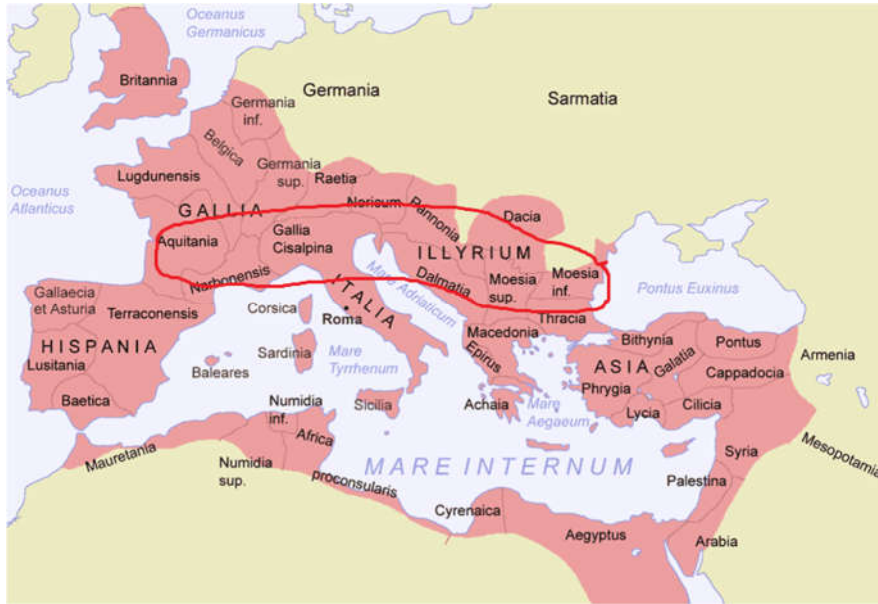 Oceanus
Germanicus
Britannia
Germania
Sarmatia
Germania
inf.
Belgica
Lugdunensis
Germania
sup.
Raetia
Oceanus
Atlanticus
GALLIA
Noricum
Pannonia
Dacia
Aquitania
Gallia
Cisalpina
ILLYRIUM
Narbonensis
Dalmatia
Moesia
sup.
Moesia
inf.
Pontus Euxinus
Gallaecia
et Asturia
Terraconensis
Corsica
ITALIA
Mare Adriaticum
Roma
Thracia
Macedonia
Bithynia
Pontus
Armenia
HISPANIA
Lusitania
Baleares
Sardinia
Mare
Tyrrhenum
Epirus
ASIA
Galatia
Cappadocia
Phrygia
Baetica
Numidia
inf.
Sicilia
Achaia
Mare
Aegaeum
Lycia
Cilicia
Mauretania
Numidia
sup.
Africa
proconsularis
MARE INTERNUM
Syria
Mesopotamia
Palestina
Cyrenaica
Aegyptus
Arabia